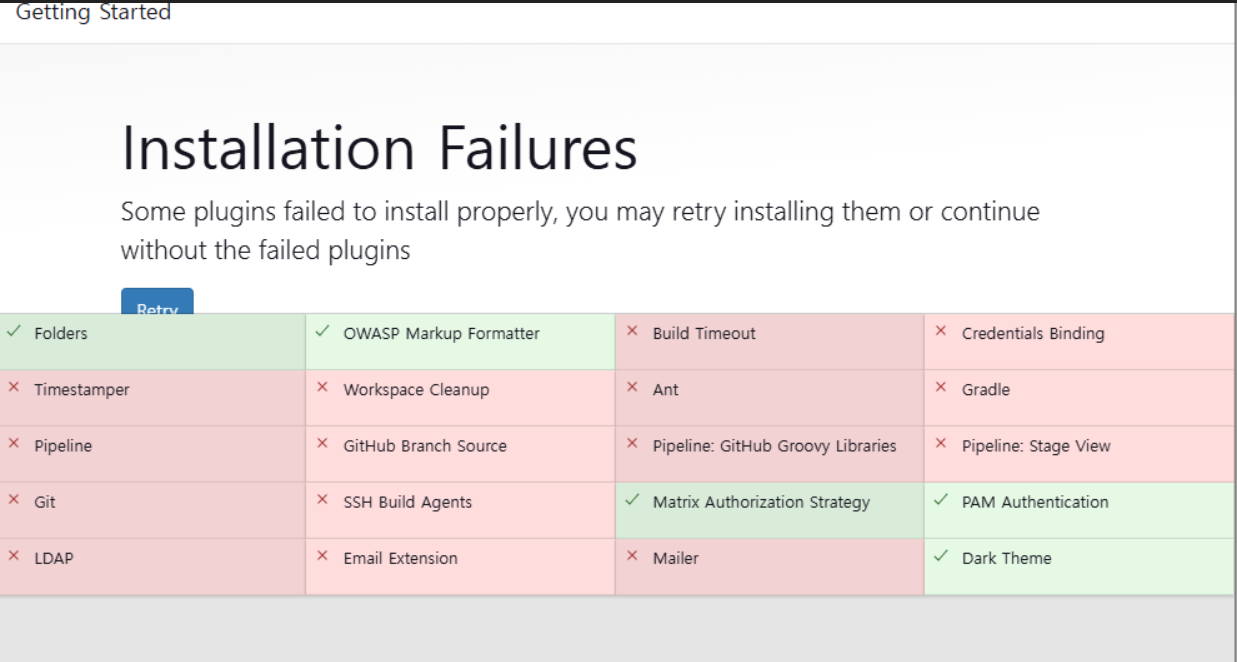 Getting Started
Installation Failures
Some plugins failed to install properly, you may retry installing them or continue
without the failed plugins
Retry
✓ Folders
✓ OWASP Markup Formatter
✕ Build Timeout
✕ Credentials Binding
✕ Timestamper
✕ Workspace Cleanup
✕ Ant
✕ Gradle
✕ Pipeline
✕ GitHub Branch Source
✕ Pipeline: GitHub Groovy Libraries
✕ Pipeline: Stage View
✕ Git
✕ SSH Build Agents
✓ Matrix Authorization Strategy
✓ PAM Authentication
✕ LDAP
✕ Email Extension
✕ Mailer
✓ Dark Theme